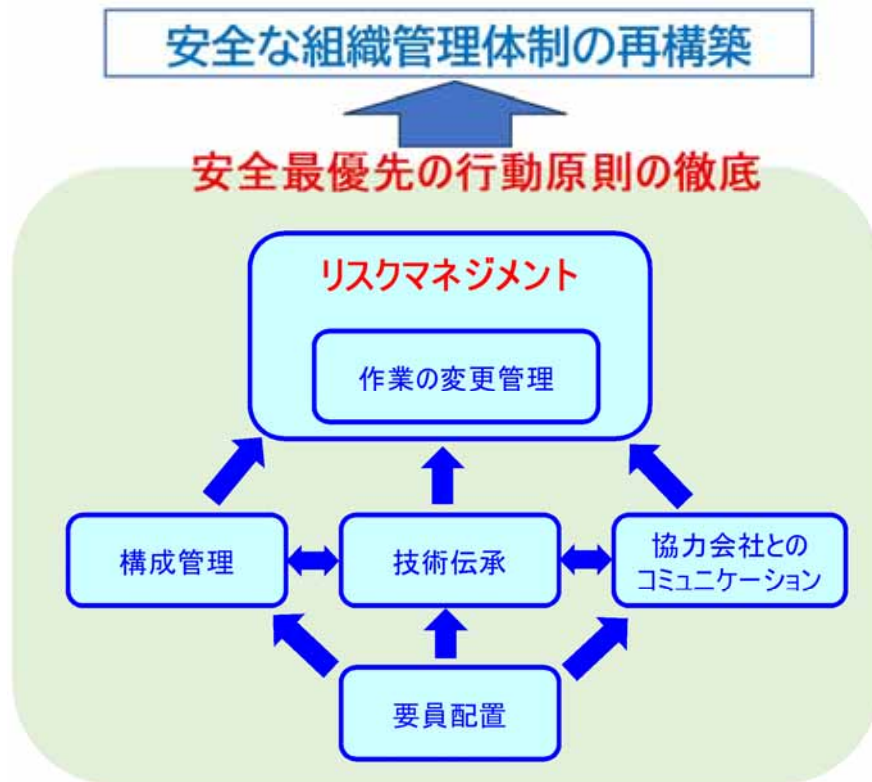 安全な組織管理体制の再構築
安全最優先の行動原則の徹底
リスクマネジメント
作業の変更管理
構成管理
技術伝承
協力会社との
コミュニケーション
要員配置